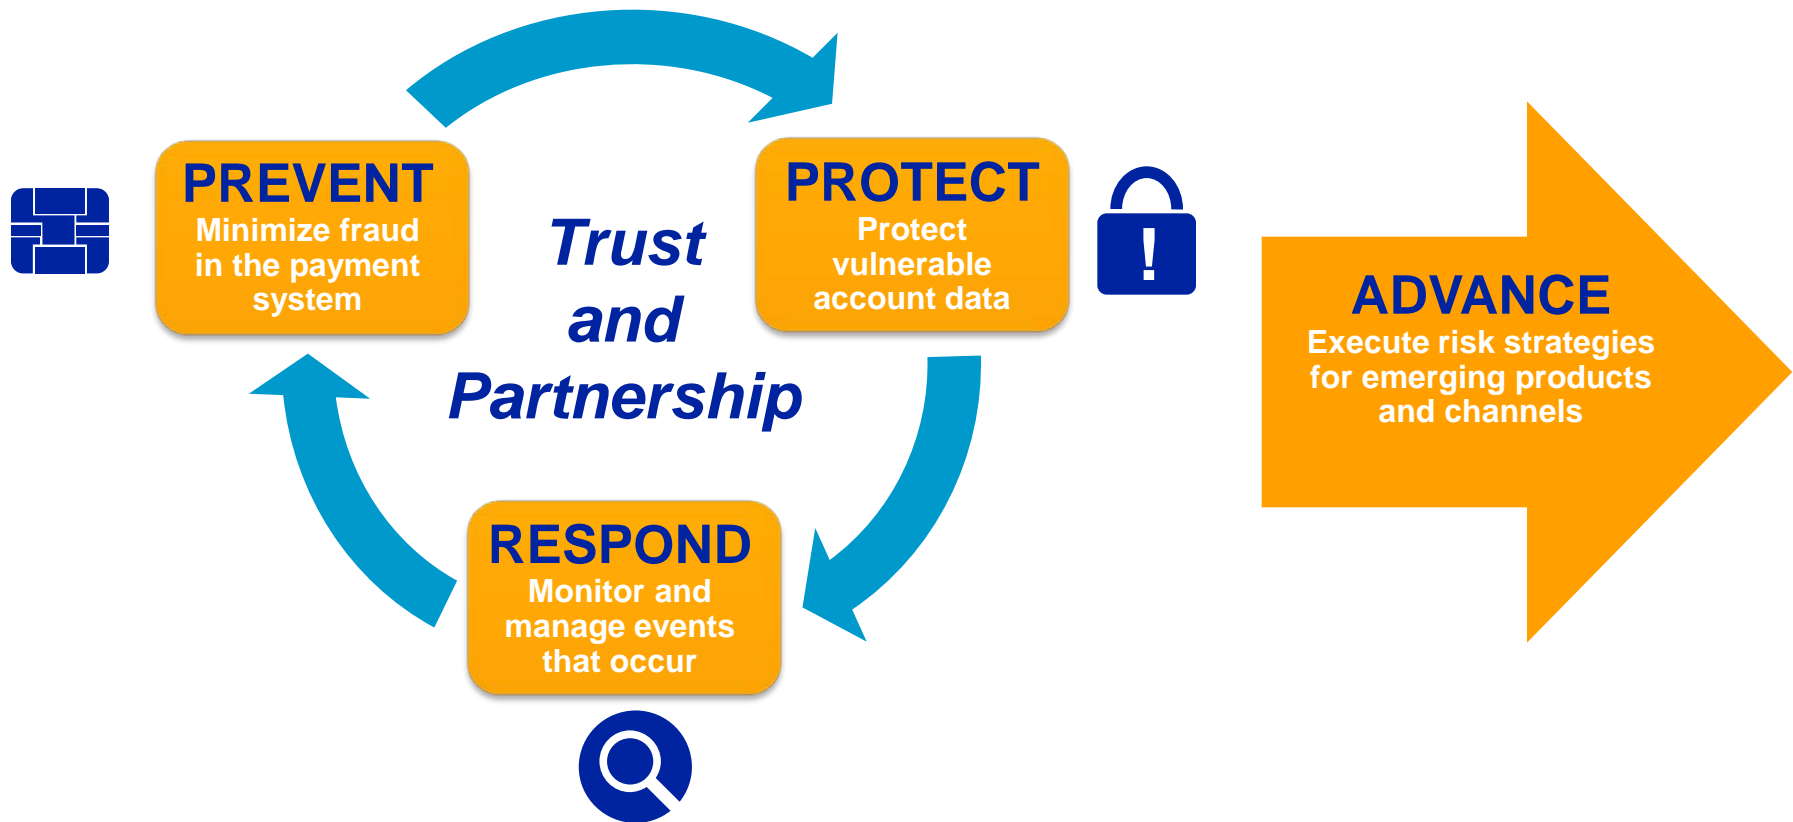 PREVENT
Minimize fraud
in the payment
system
Trust
and
Partnership
PROTECT
Protect
vulnerable
account data
!
RESPOND
Monitor and
manage events
that occur
ADVANCE
Execute risk strategies
for emerging products
and channels